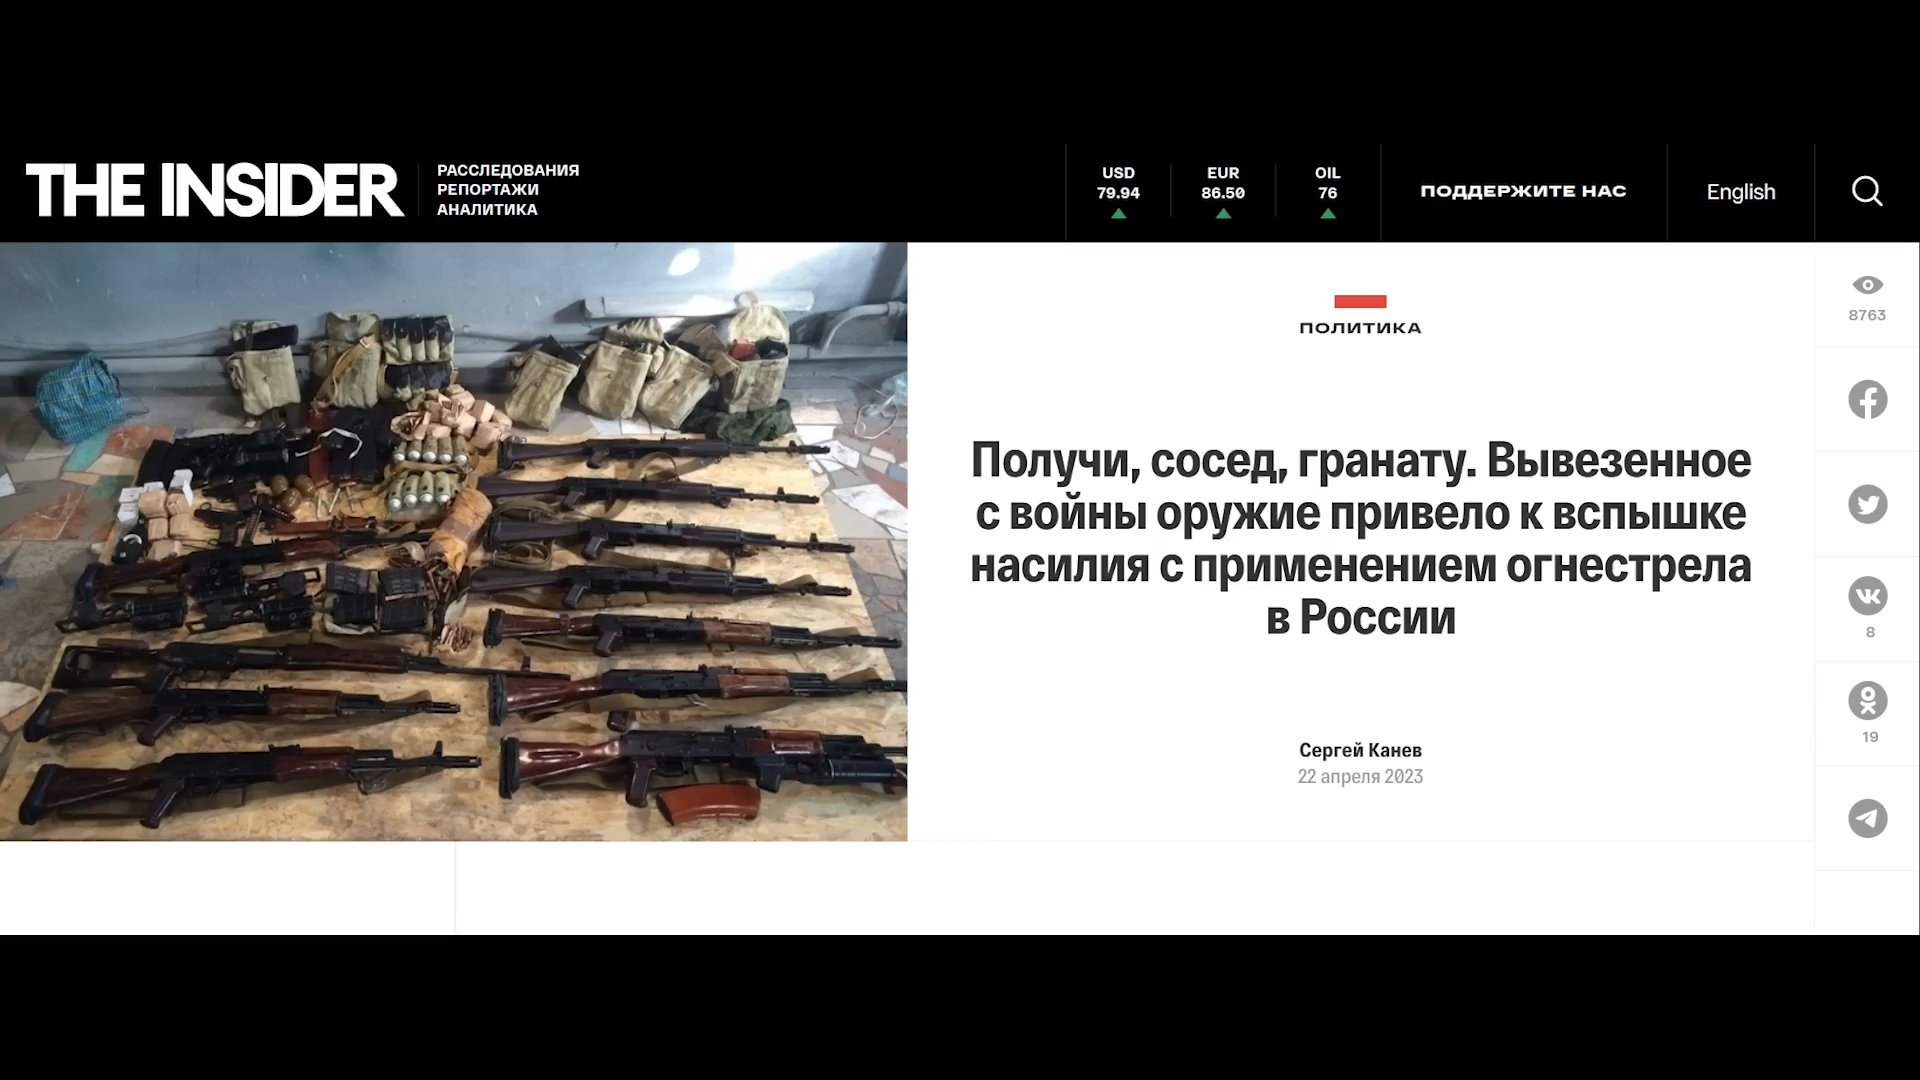 THE INSIDER
РАССЛЕДОВАНИЯ
РЕПОРТАЖИ
АНАЛИТИКА
USD
79.94
EUR
86.50
OIL
76
ПОДДЕРЖИТЕ НАС
English
ПОЛИТИКА
Получи, сосед, гранату. Вывезенное
с войны оружие привело к вспышке
насилия с применением огнестрела
в России
Сергей Канев
22 апреля 2023
8763
8
19